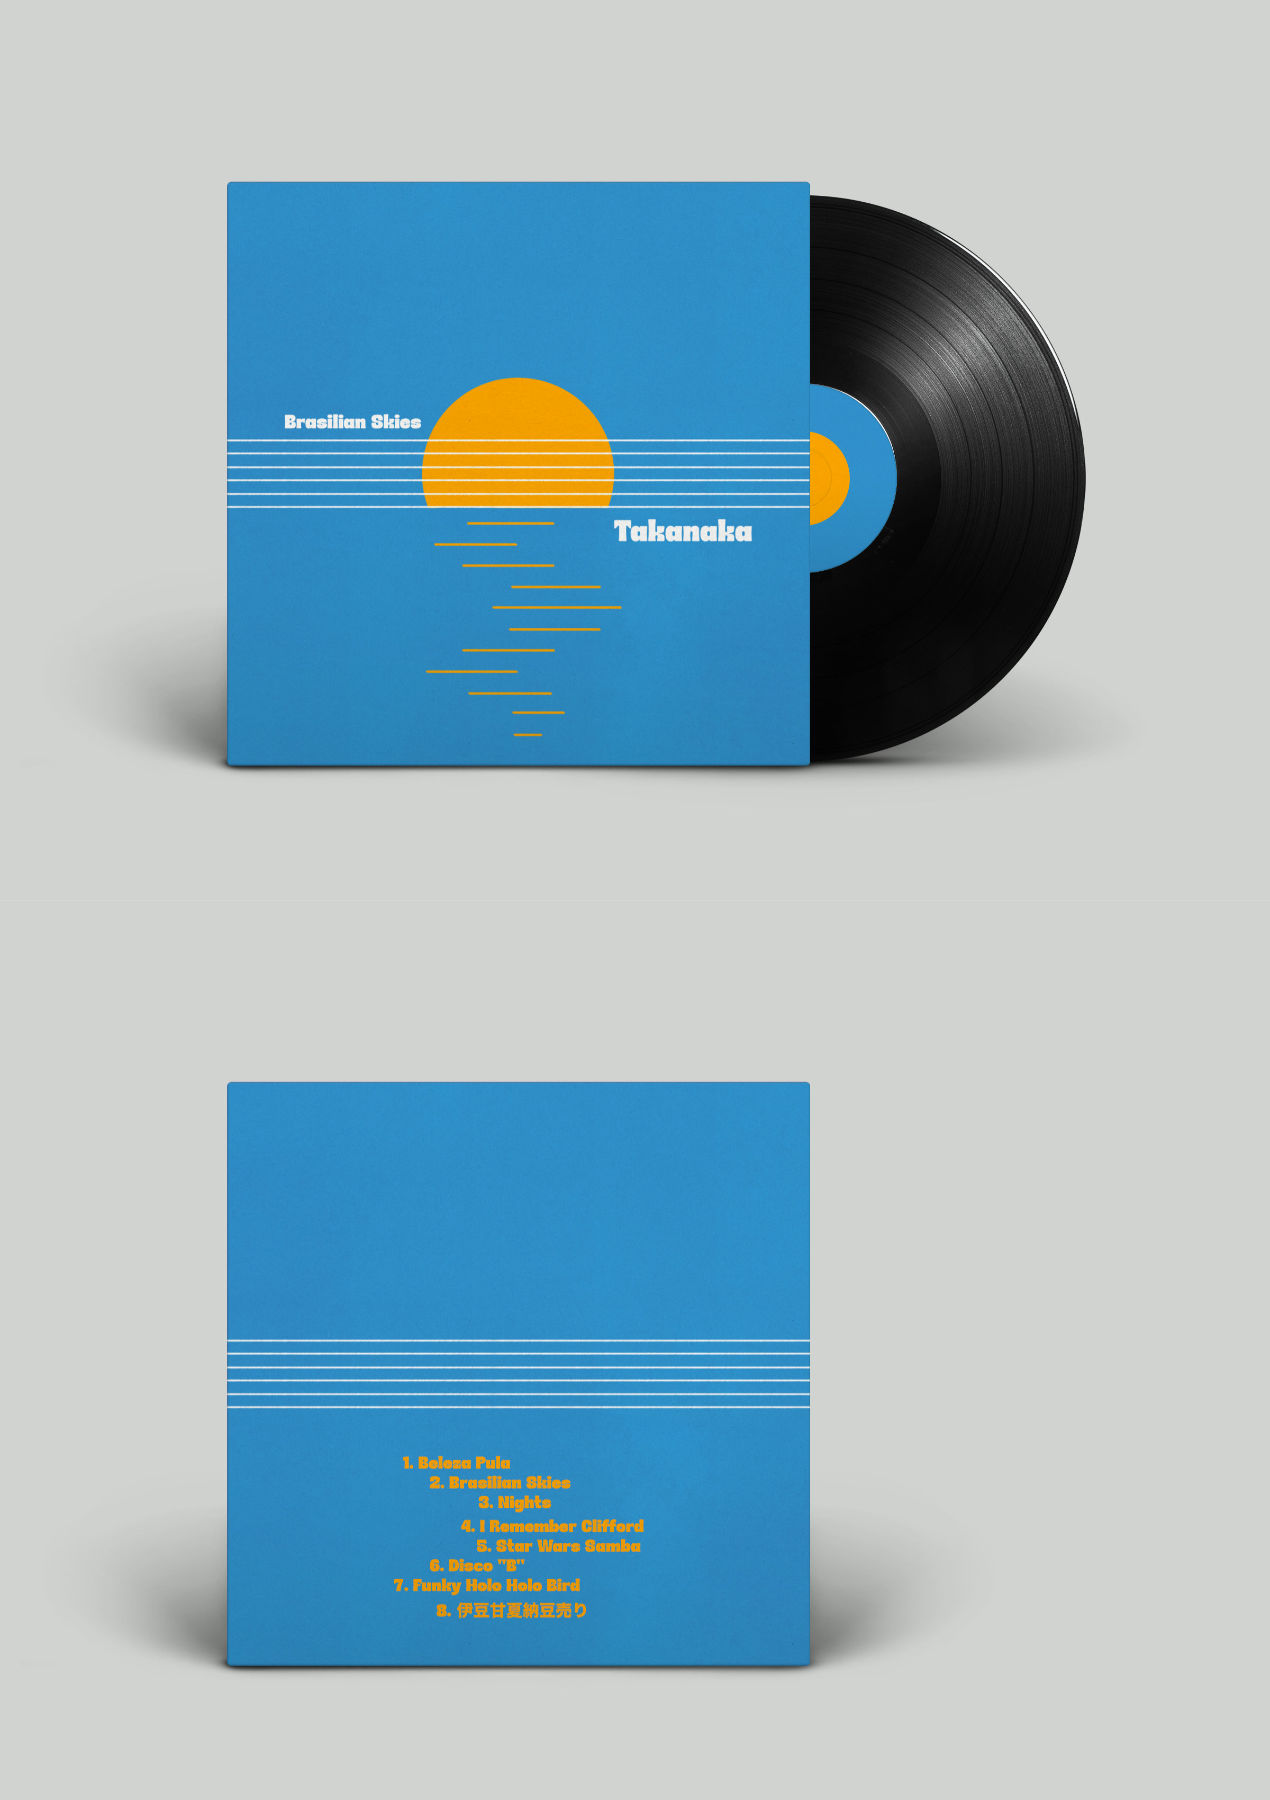 Brasilian Skies
Takanaka
1. Beleza Pula
2. Brasilian Skies
3. Nights
4. I Remember Clifford
5. Star Wars Samba
6. Disco "B"
7. Funky Holo Holo Bird
8. 伊豆甘夏納豆売り